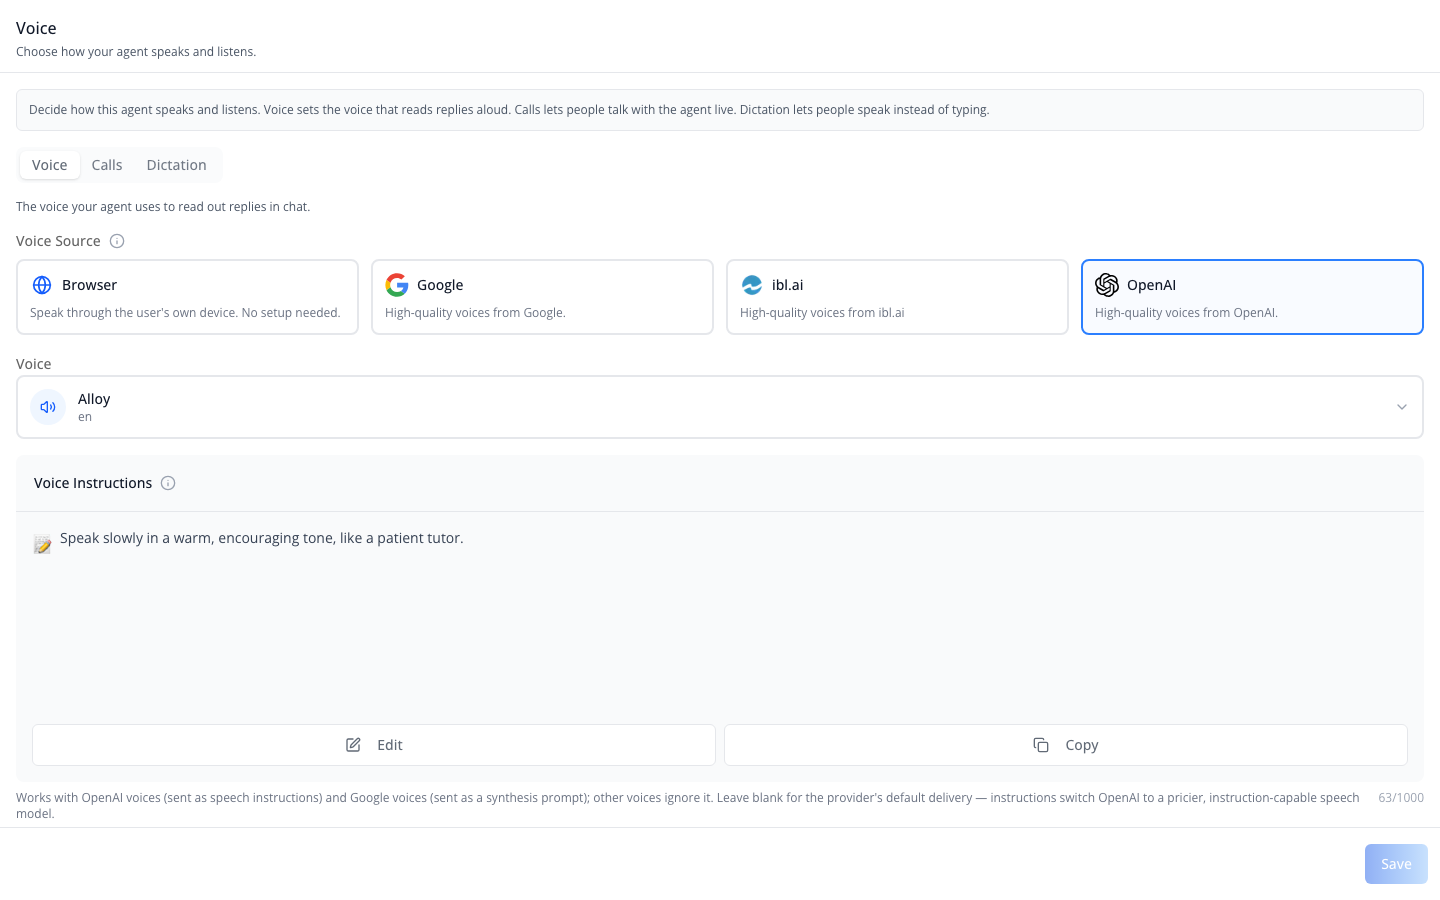 Voice
Choose how your agent speaks and listens.
Decide how this agent speaks and listens. Voice sets the voice that reads replies aloud. Calls lets people talk with the agent live. Dictation lets people speak instead of typing.
Voice
Calls
Dictation
The voice your agent uses to read out replies in chat.
Voice Source
Browser
Speak through the user's own device. No setup needed.
Google
High-quality voices from Google.
ibl.ai
High-quality voices from ibl.ai
OpenAI
High-quality voices from OpenAI.
Voice
Alloy
en
Voice Instructions
Speak slowly in a warm, encouraging tone, like a patient tutor.
Edit
Copy
Works with OpenAI voices (sent as speech instructions) and Google voices (sent as a synthesis prompt); other voices ignore it. Leave blank for the provider's default delivery — instructions switch OpenAI to a pricier, instruction-capable speech
model.
63/1000
Save